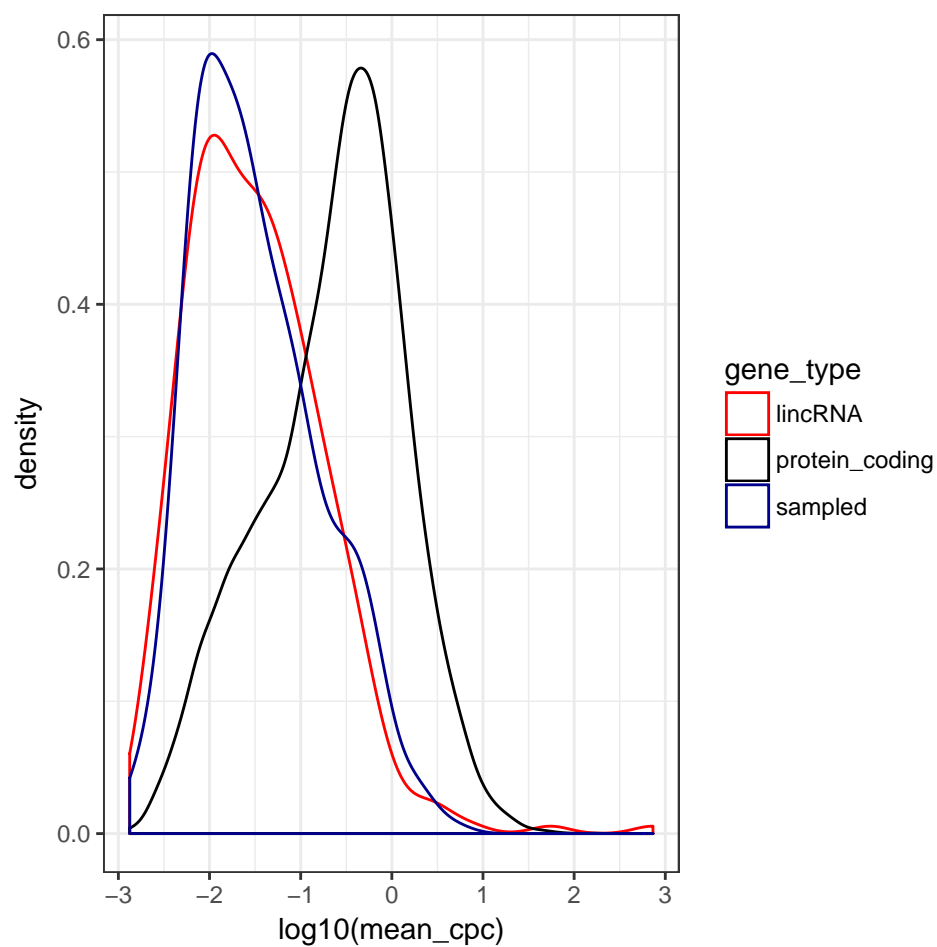 0.6
0.4
0.2
0.0
density
−3 −2 −1 0 1 2 3
log10(mean_cpc)
gene_type
lincRNA
protein_coding
sampled